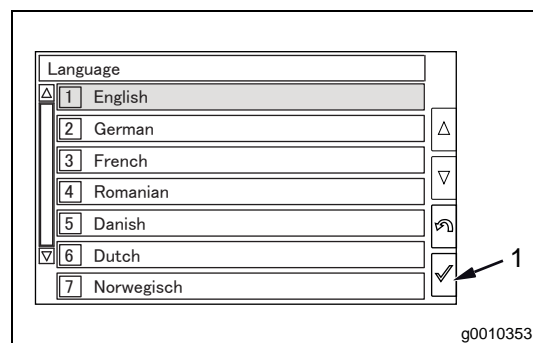 Language
1 English
2 German
3 French
4 Romanian
5 Danish
6 Dutch
7 Norwegisch
1
g0010353